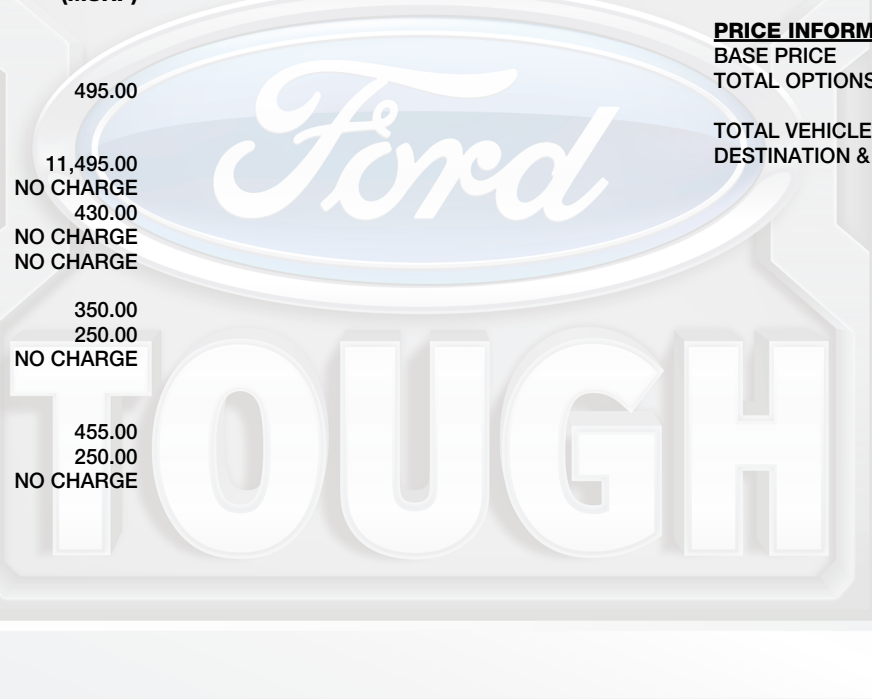 495.00
11,495.00
NO CHARGE
430.00
NO CHARGE
NO CHARGE
350.00
250.00
NO CHARGE
455.00
250.00
NO CHARGE
PRICE INFORM
BASE PRICE
TOTAL OPTIONS
TOTAL VEHICLE
DESTINATION &
Ford
TOUGH